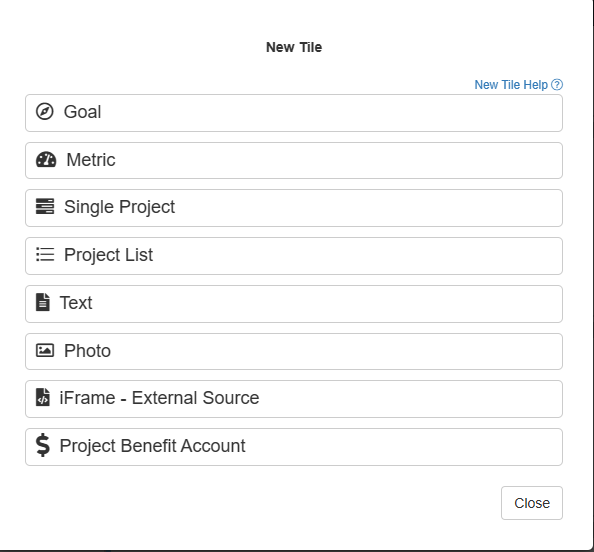 New Tile
New Tile Help
Goal
Metric
Single Project
Project List
Text
Photo
iFrame - External Source
Project Benefit Account
Close